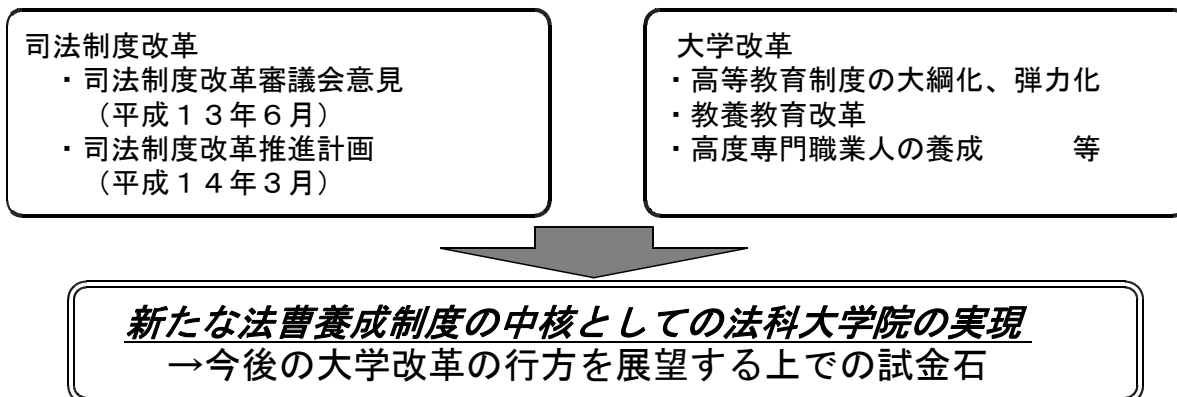 司法制度改革
・司法制度改革審議会意見
（平成１３年６月）
・司法制度改革推進計画
（平成１４年３月）
大学改革
・高等教育制度の大綱化、弾力化
・教養教育改革
・高度専門職業人の養成　　　等
新たな法曹養成制度の中核としての法科大学院の実現
→今後の大学改革の行方を展望する上での試金石